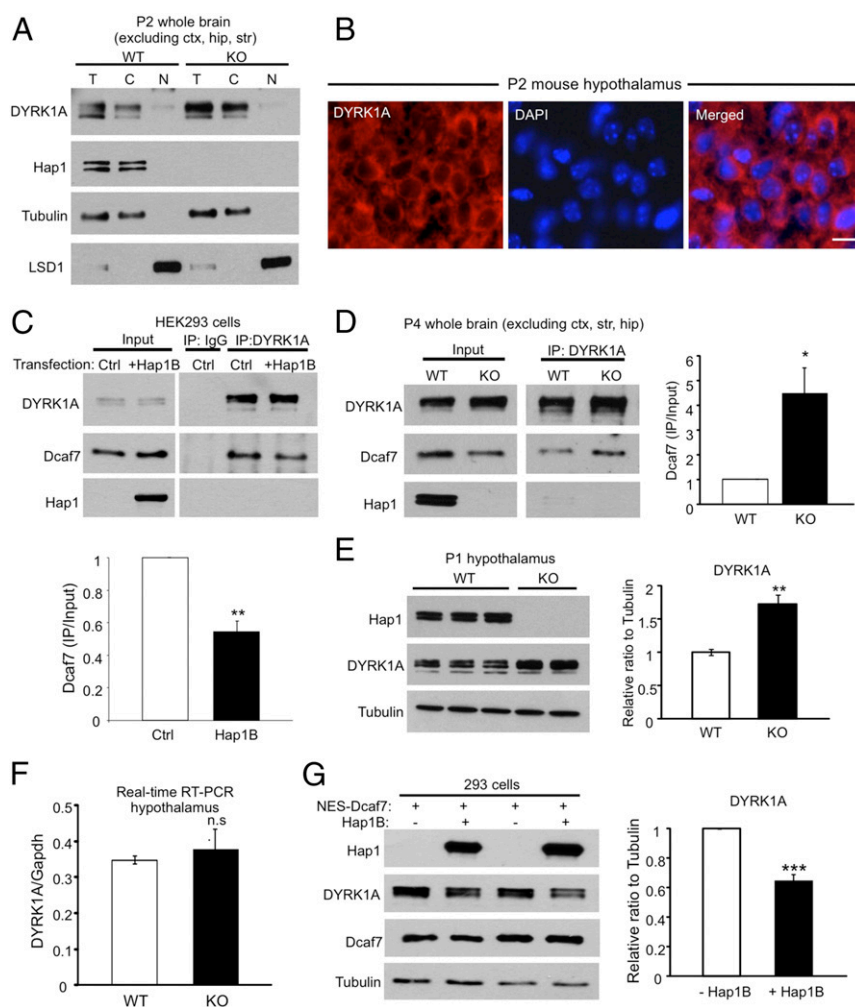 A
P2 whole brain
(excluding ctx, hip, str)
WT KO
T C N T C N
DYRK1A
Hap1
Tubulin
LSD1
B
P2 mouse hypothalamus
DYRK1A DAPI Merged
C
HEK293 cells
Input IP: IgG IP:DYRK1A
Transfection: Ctrl +Hap1B Ctrl Ctrl +Hap1B
DYRK1A
Dcaf7
Hap1
Dcaf7 (IP/Input)
1
0.8
0.6
0.4
0.2
0
**
Ctrl Hap1B
D
P4 whole brain (excluding ctx, str, hip)
Input IP: DYRK1A
WT KO WT KO
DYRK1A
Dcaf7
Hap1
Dcaf7 (IP/Input)
6
5
4
3
2
1
0
*
WT KO
E
P1 hypothalamus
WT KO
Hap1
DYRK1A
Tubulin
DYRK1A
Relative ratio to Tubulin
2
1.5
1
0.5
0
**
WT KO
F
Real-time RT-PCR
hypothalamus
n.s
DYRK1A/Gapdh
0.5
0.4
0.3
0.2
0.1
0
WT KO
G
293 cells
NES-Dcaf7: + + + +
Hap1B: - + - +
Hap1
DYRK1A
Dcaf7
Tubulin
DYRK1A
Relative ratio to Tubulin
1
0.8
0.6
0.4
0.2
0
***
- Hap1B + Hap1B